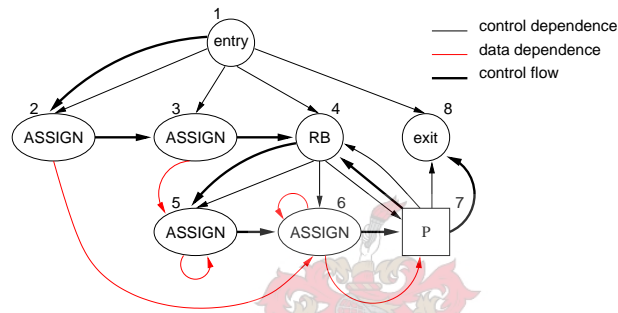 1
entry
control dependence
data dependence
control flow
2
3
4
8
ASSIGN
ASSIGN
RB
exit
5
6
7
ASSIGN
ASSIGN
P